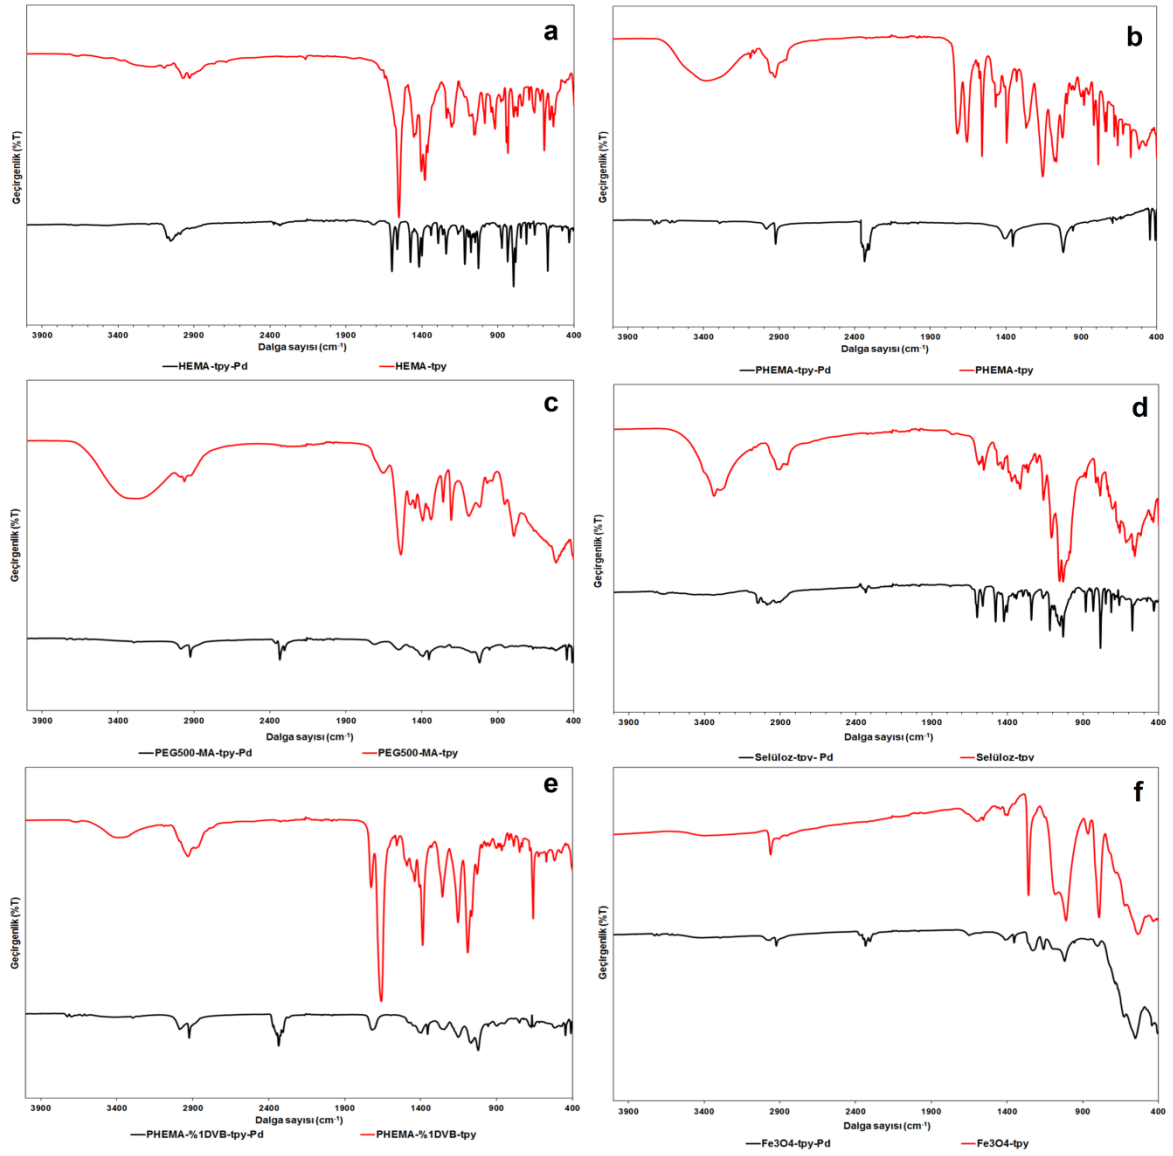 a
Geçirgenlik (%T)
3900 3400 2900 2400 1900 1400 900 400
Dalga sayısı (cm⁻¹)
HEMA-tpy-Pd HEMA-tpy
b
Geçirgenlik (%T)
3900 3400 2900 2400 1900 1400 900 400
Dalga sayısı (cm⁻¹)
PHEMA-tpy-Pd PHEMA-tpy
c
Geçirgenlik (%T)
3900 3400 2900 2400 1900 1400 900 400
Dalga sayısı (cm⁻¹)
PEG500-MA-tpy-Pd PEG500-MA-tpy
d
Geçirgenlik (%T)
3900 3400 2900 2400 1900 1400 900 400
Dalga sayısı (cm⁻¹)
Selüloz-tpy- Pd Selüloz-tpy
e
Geçirgenlik (%T)
3900 3400 2900 2400 1900 1400 900 400
Dalga sayısı (cm⁻¹)
PHEMA-%1DVB-tpy-Pd PHEMA-%1DVB-tpy
f
Geçirgenlik (%T)
3900 3400 2900 2400 1900 1400 900 400
Dalga sayısı (cm⁻¹)
Fe3O4-tpy-Pd Fe3O4-tpy